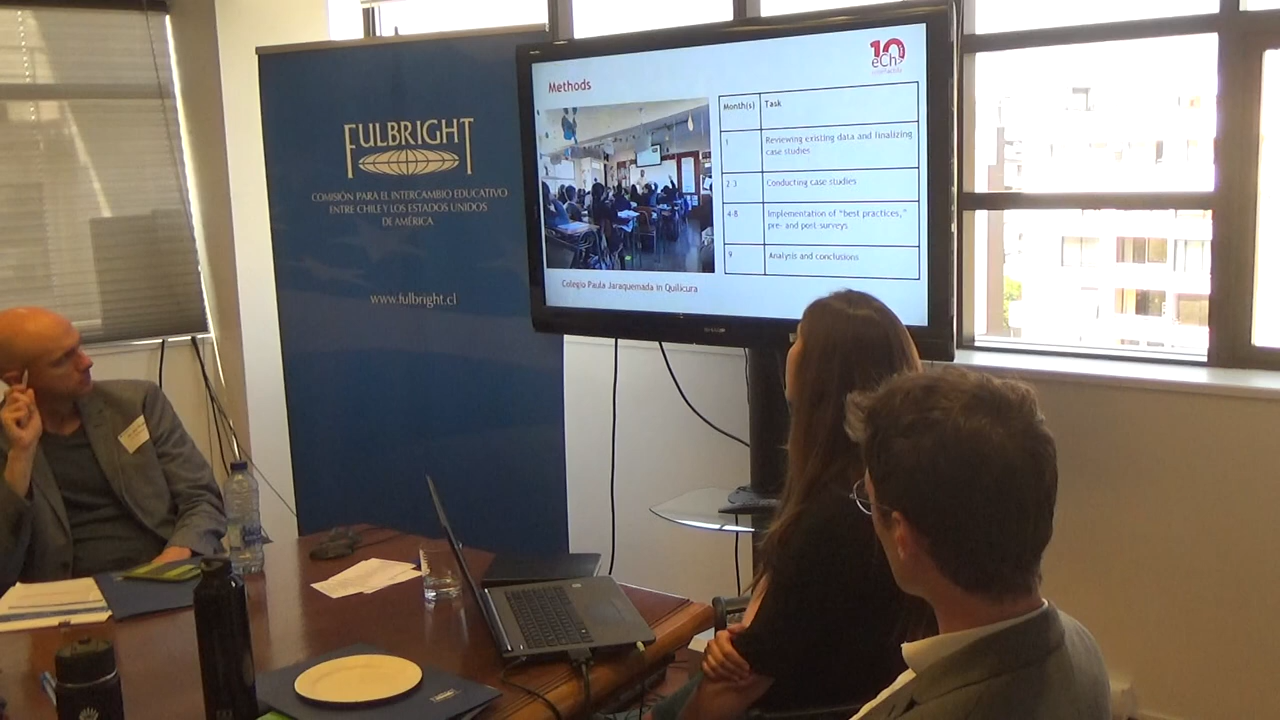 FULBRIGHT
COMISIÓN PARA EL INTERCAMBIO EDUCATIVO
ENTRE CHILE Y LOS ESTADOS UNIDOS
DE AMÉRICA
www.fulbright.cl
10
eCh
Methods
Month(s) Task
1 Reviewing existing data and finalizing
case studies
2-3 Conducting case studies
4-8 Implementation of "best practices,"
pre- and post-surveys
9 Analysis and conclusions
Colegio Paula Jaraquemada in Quilicura
SHARP